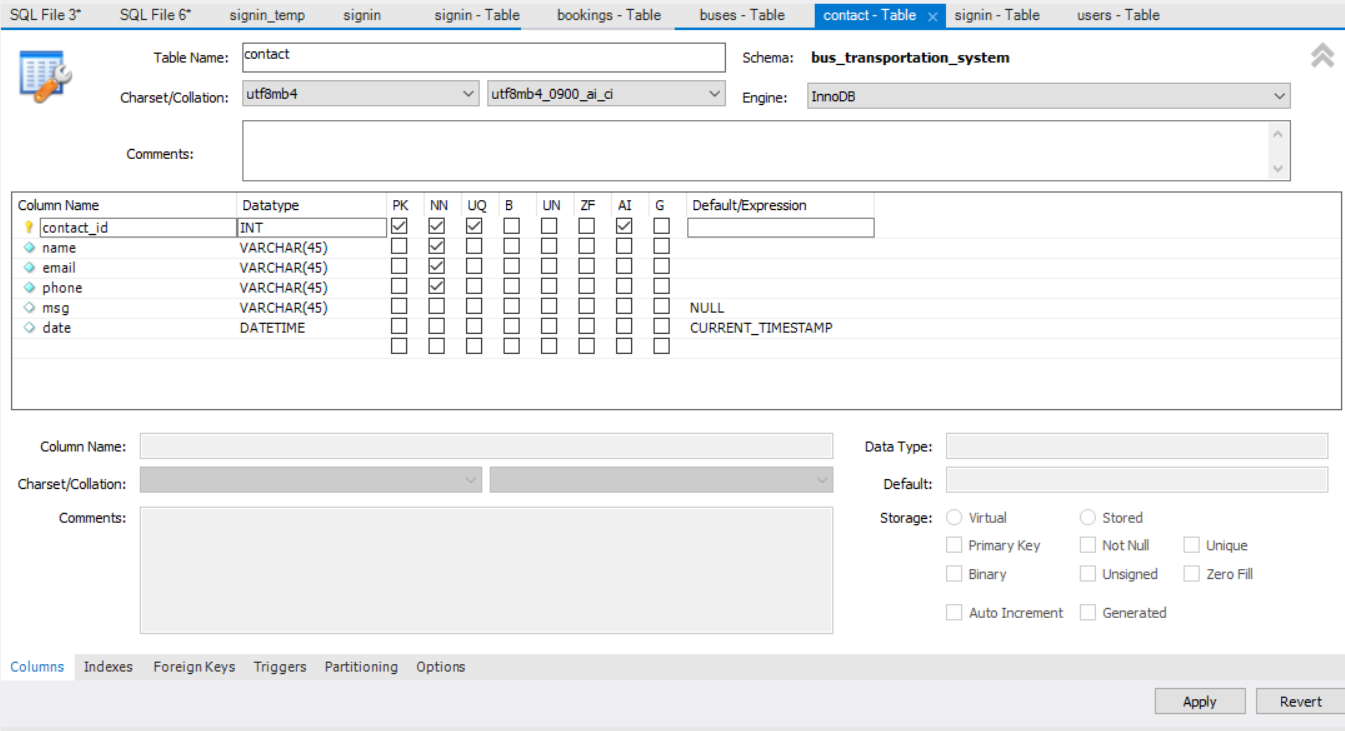 SQL File 3* SQL File 6* signin_temp signin signin - Table bookings - Table buses - Table contact - Table × signin - Table users - Table
Table Name: contact Schema: bus_transportation_system
Charset/Collation: utf8mb4 utf8mb4_0900_ai_ci Engine: InnoDB
Comments:
Column Name Datatype PK NN UQ B UN ZF AI G Default/Expression
contact_id INT
name VARCHAR(45)
email VARCHAR(45)
phone VARCHAR(45)
msg VARCHAR(45) NULL
date DATETIME CURRENT_TIMESTAMP
Column Name: Data Type:
Charset/Collation: Default:
Comments: Storage: Virtual Stored
Primary Key Not Null Unique
Binary Unsigned Zero Fill
Auto Increment Generated
Columns Indexes Foreign Keys Triggers Partitioning Options
Apply Revert